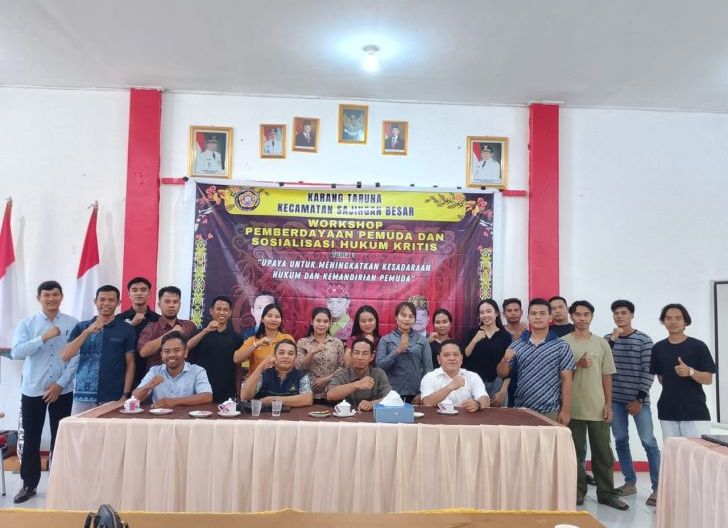 KARANG TARUNA
KECAMATAN SAJINGAN BESAR
WORKSHOP
PEMBERDAYAAN PEMUDA DAN
SOSIALISASI HUKUM KRITIS
"UPAYA UNTUK MENINGKATKAN KESADARAAN
HUKUM DAN KEMANDIRIAN PEMUDA"